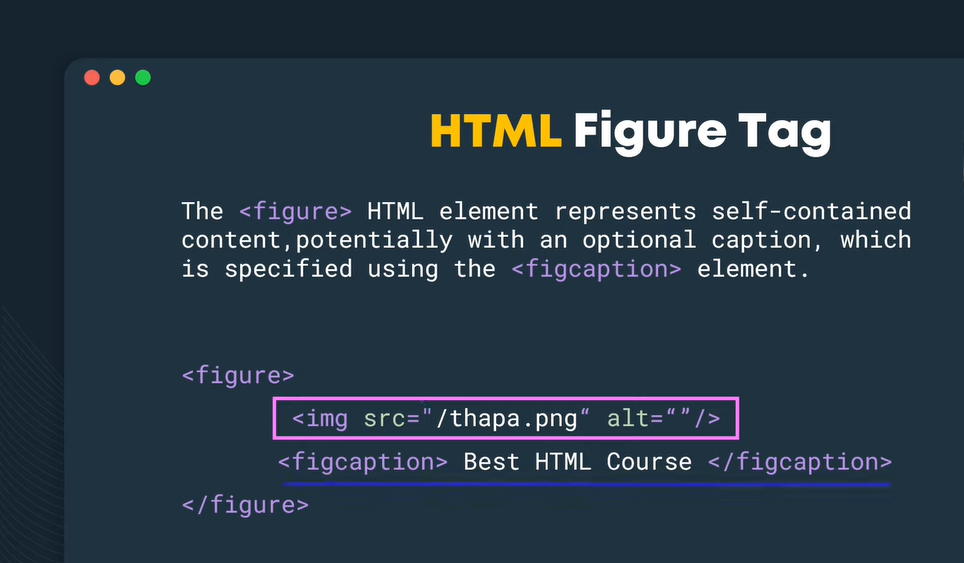 HTML Figure Tag
The <figure> HTML element represents self-contained
content,potentially with an optional caption, which
is specified using the <figcaption> element.
<figure>
<img src="/thapa.png“ alt=“”/>
<figcaption> Best HTML Course </figcaption>
</figure>